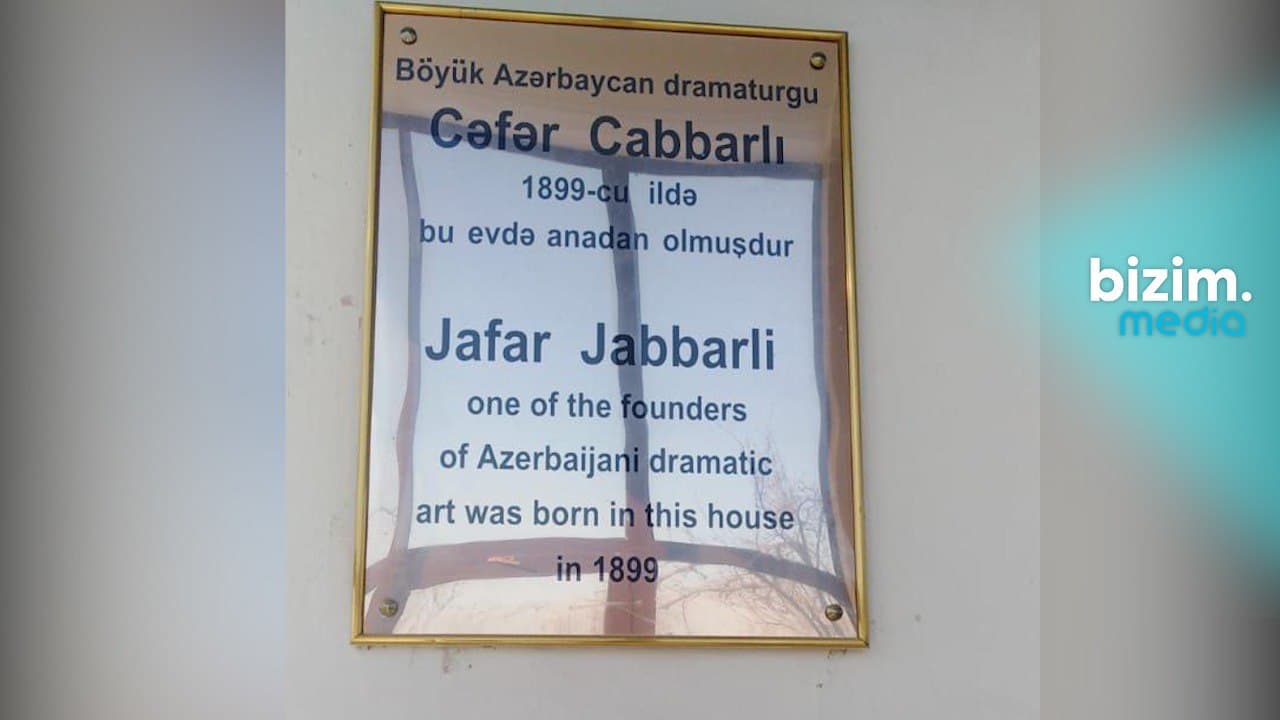 Böyük Azərbaycan dramaturgu
Cəfər Cabbarlı
1899-cu ildə
bu evdə anadan olmuşdur
Jafar Jabbarli
one of the founders
of Azerbaijani dramatic
art was born in this house
in 1899
bizim.
media